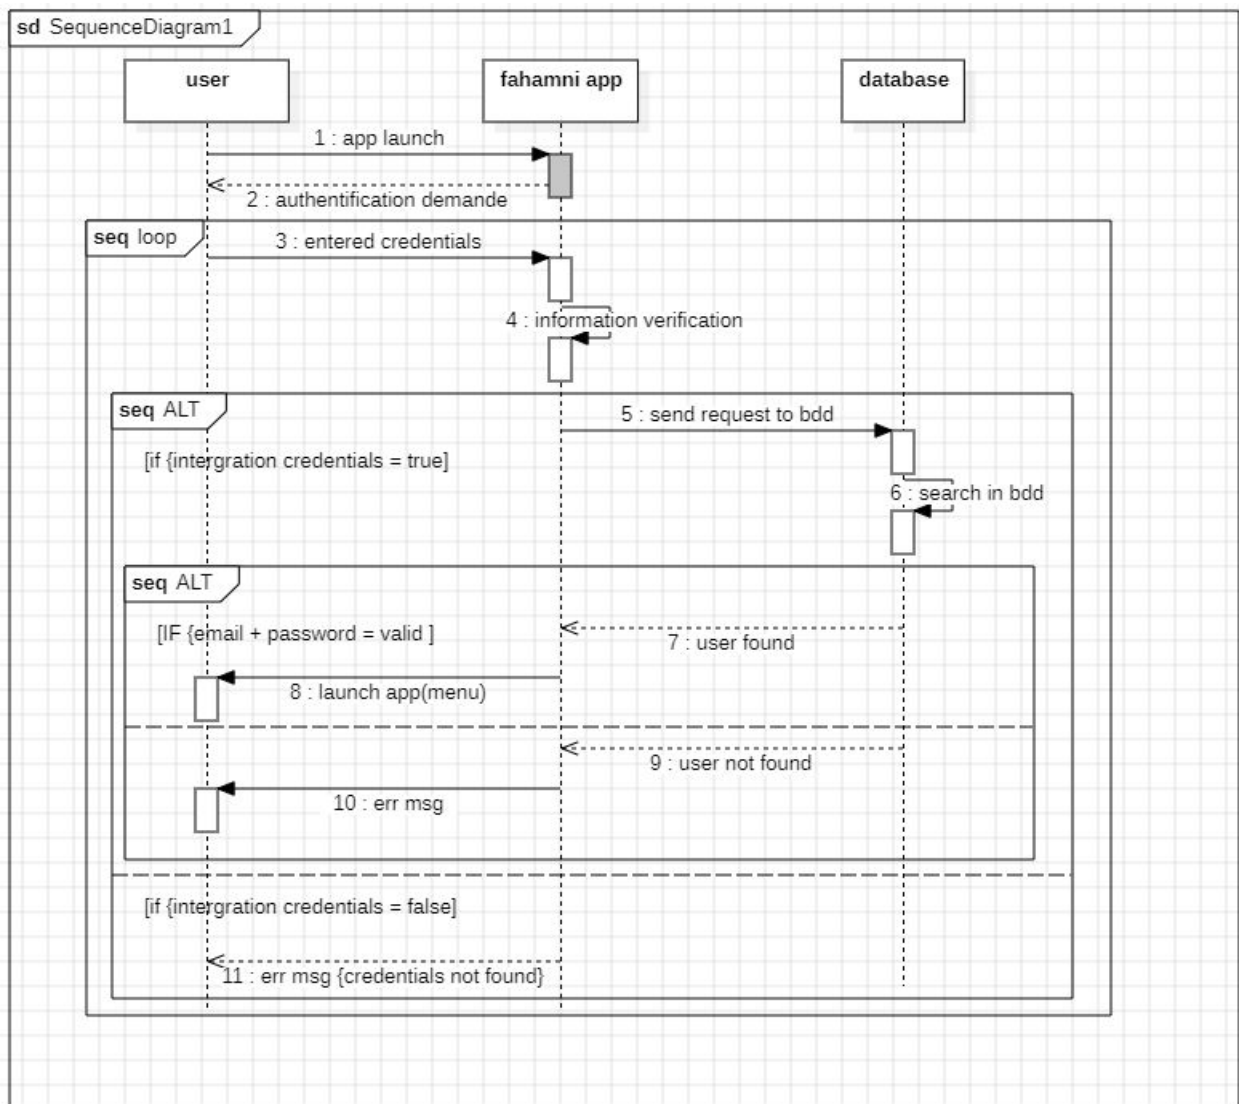 sd SequenceDiagram1
user
fahamni app
database
1 : app launch
2 : authentification demande
seq loop
3 : entered credentials
4 : information verification
seq ALT
5 : send request to bdd
[if {intergration credentials = true]
6 : search in bdd
seq ALT
[IF {email + password = valid ]
7 : user found
8 : launch app(menu)
9 : user not found
10 : err msg
[if {intergration credentials = false]
11 : err msg {credentials not found}